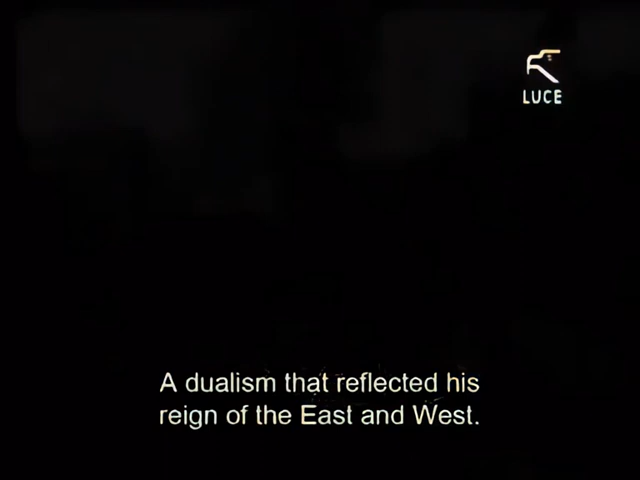 LUCE
A dualism that reflected his
reign of the East and West.